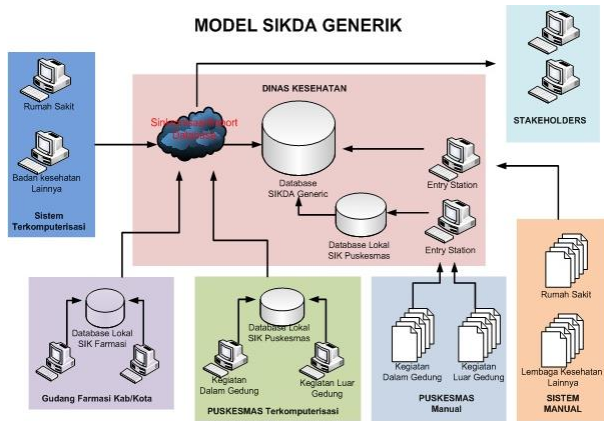 MODEL SIKDA GENERIK
Rumah Sakit
Badan kesehatan
Lainnya
Sistem
Terkomputerisasi
DINAS KESEHATAN
Database
SIKDA Generic
Entry Station
Database Lokal
SIK Puskesmas
Entry Station
STAKEHOLDERS
Database Lokal
SIK Farmasi
Gudang Farmasi Kab/Kota
Database Lokal
SIK Puskesmas
Kegiatan
Dalam Gedung
Kegiatan Luar
Gedung
PUSKESMAS Terkomputerisasi
Kegiatan
Dalam Gedung
Kegiatan
Luar Gedung
PUSKESMAS
Manual
Rumah Sakit
Lembaga Kesehatan
Lainnya
SISTEM
MANUAL